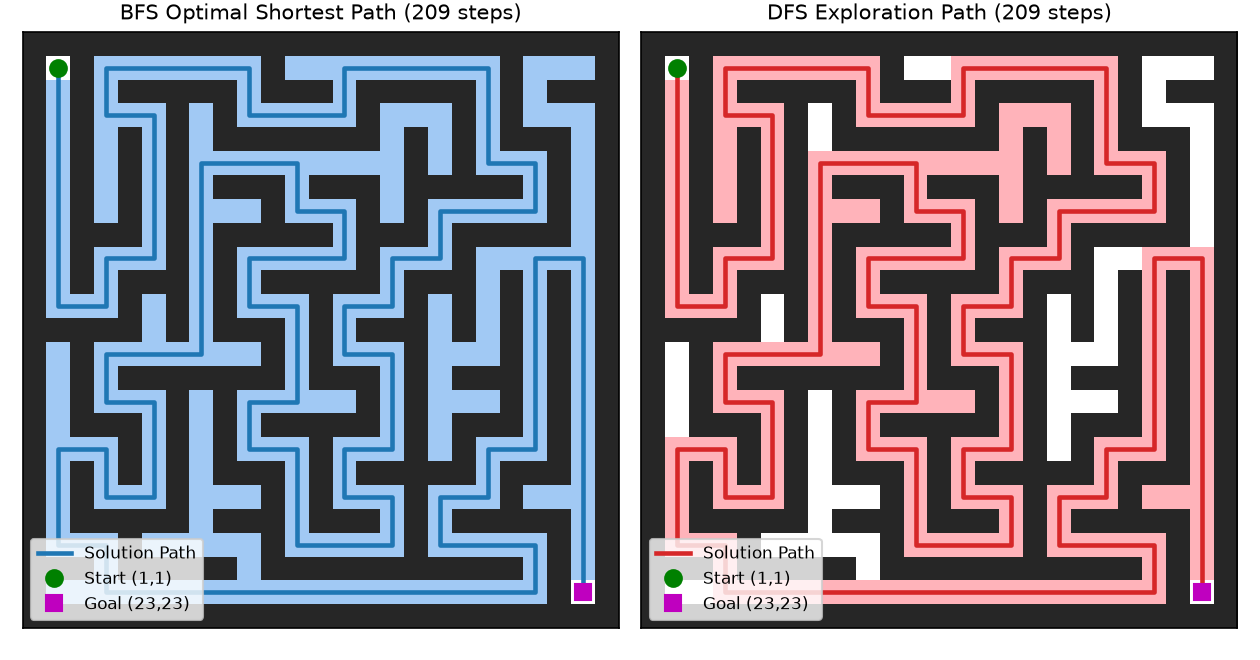 BFS Optimal Shortest Path (209 steps)
DFS Exploration Path (209 steps)
Solution Path
Start (1,1)
Goal (23,23)
Solution Path
Start (1,1)
Goal (23,23)